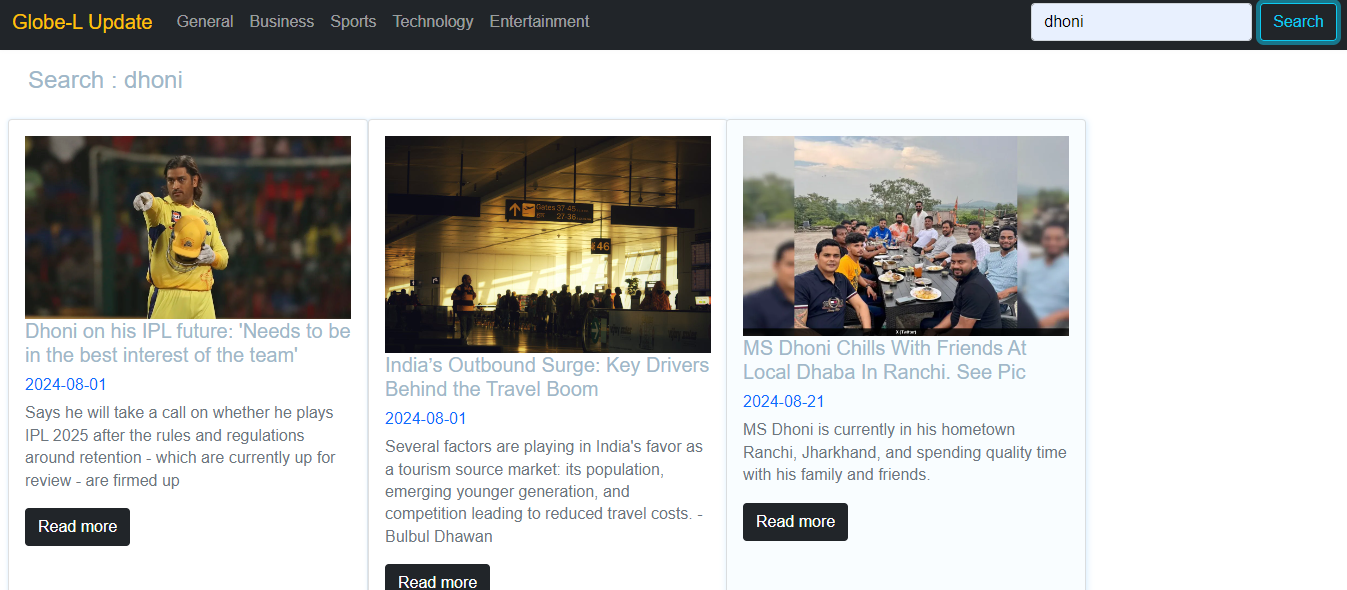 Globe-L Update General Business Sports Technology Entertainment dhoni Search
Search : dhoni
Dhoni on his IPL future: 'Needs to be
in the best interest of the team'
2024-08-01
Says he will take a call on whether he plays
IPL 2025 after the rules and regulations
around retention - which are currently up for
review - are firmed up
Read more
Gates 37-45
27-36
46
India's Outbound Surge: Key Drivers
Behind the Travel Boom
2024-08-01
Several factors are playing in India's favor as
a tourism source market: its population,
emerging younger generation, and
competition leading to reduced travel costs. -
Bulbul Dhawan
Read more
X (Twitter)
MS Dhoni Chills With Friends At
Local Dhaba In Ranchi. See Pic
2024-08-21
MS Dhoni is currently in his hometown
Ranchi, Jharkhand, and spending quality time
with his family and friends.
Read more